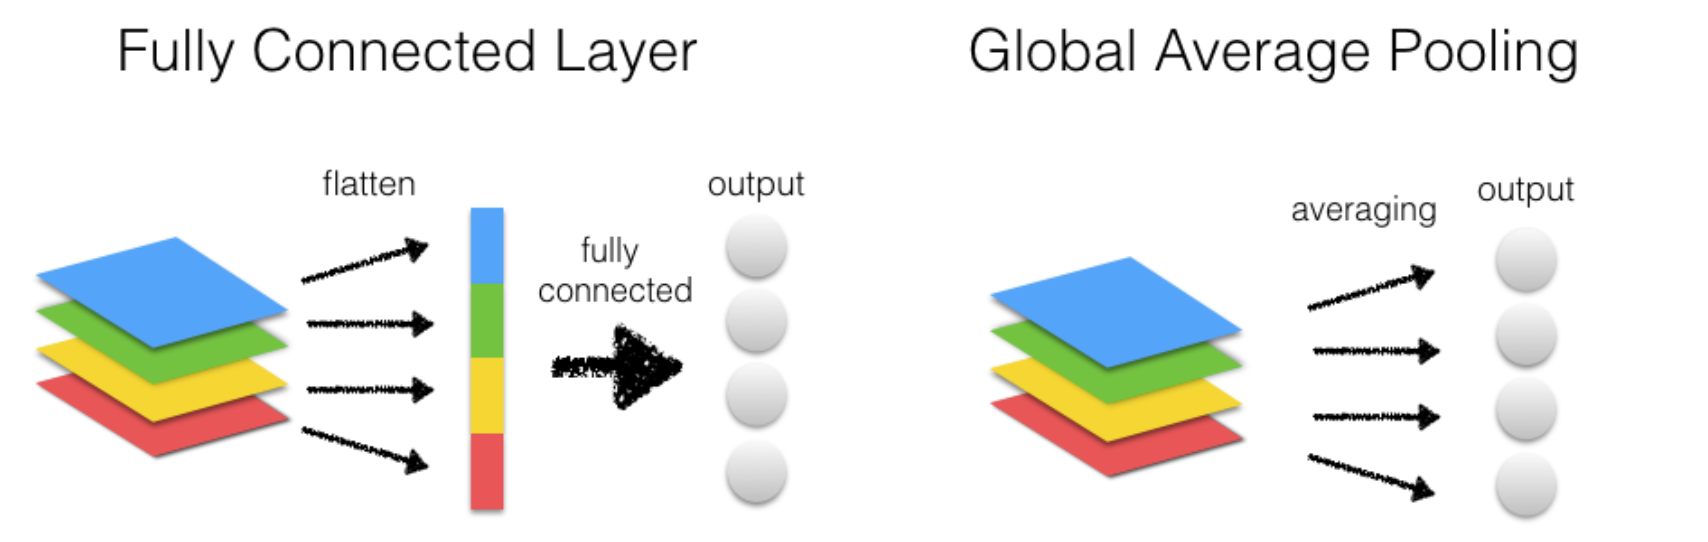 Fully Connected Layer
flatten
fully
connected
output
Global Average Pooling
averaging
output